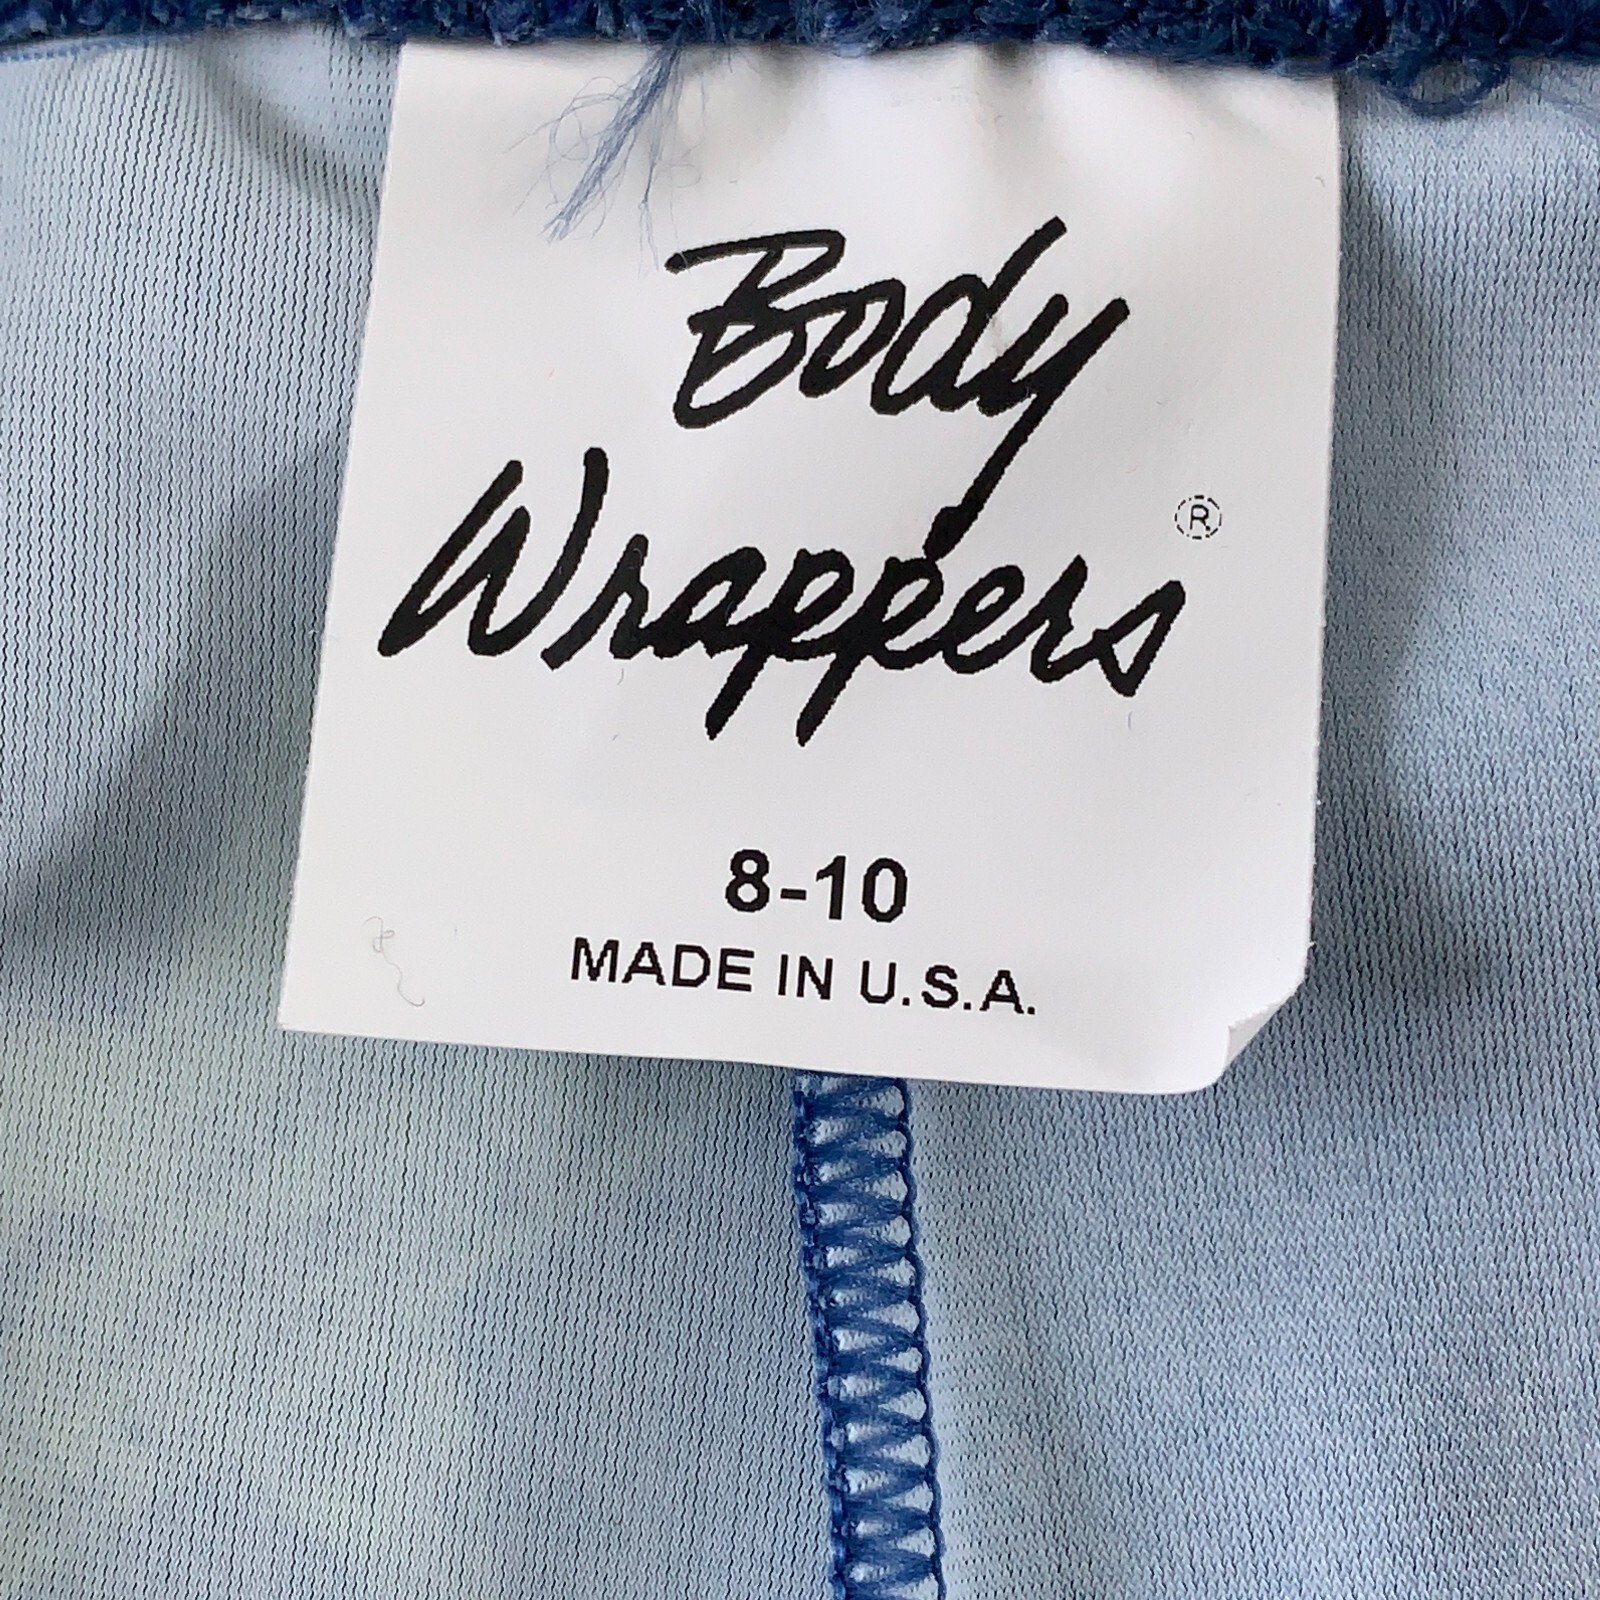 Body
Wrappers ®
8-10
MADE IN U.S.A.